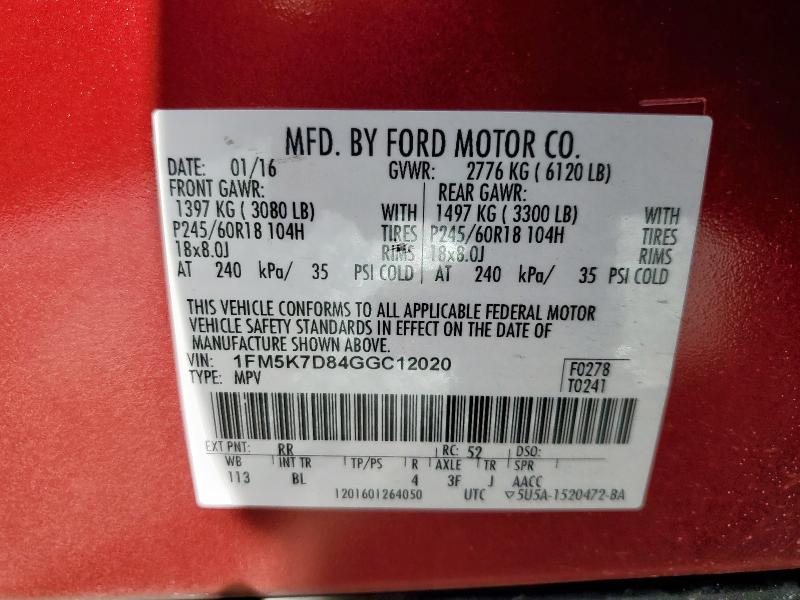 MFD. BY FORD MOTOR CO.
DATE: 01/16 GVWR: 2776 KG ( 6120 LB)
FRONT GAWR: REAR GAWR:
1397 KG ( 3080 LB) WITH 1497 KG ( 3300 LB) WITH
P245/60R18 104H TIRES P245/60R18 104H TIRES
18x8.0J RIMS 18x8.0J RIMS
AT 240 kPa/ 35 PSI COLD AT 240 kPa/ 35 PSI COLD
THIS VEHICLE CONFORMS TO ALL APPLICABLE FEDERAL MOTOR
VEHICLE SAFETY STANDARDS IN EFFECT ON THE DATE OF
MANUFACTURE SHOWN ABOVE.
VIN: 1FM5K7D84GGC12020 F0278
TYPE: MPV T0241
EXT PNT: RR RC: 52 DSO:
WB INT TR TP/PS R AXLE TR SPR
113 BL 4 3F J AACC
1201601264050 UTC ▽5U5A-1520472-BA